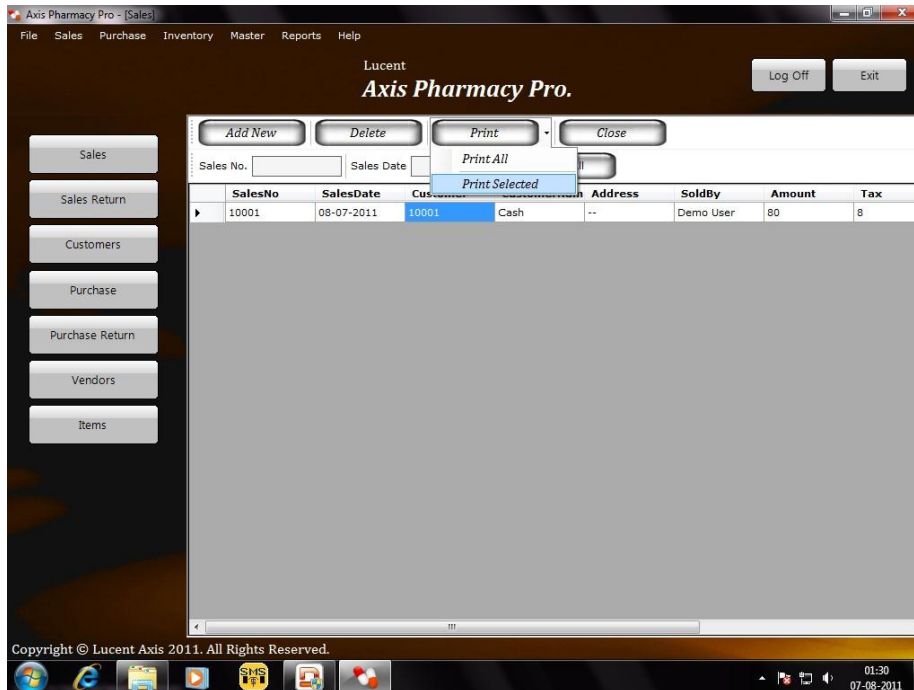 Axis Pharmacy Pro - [Sales]
File Sales Purchase Inventory Master Reports Help
Lucent
Axis Pharmacy Pro.
Log Off Exit
Add New Delete Print Close
Sales No. Sales Date
Print All
Print Selected
SalesNo SalesDate Address SoldBy Amount Tax
10001 08-07-2011 10001 Cash -- Demo User 80 8
Sales
Sales Return
Customers
Purchase
Purchase Return
Vendors
Items
Copyright © Lucent Axis 2011. All Rights Reserved.
SMS
01:30
07-08-2011